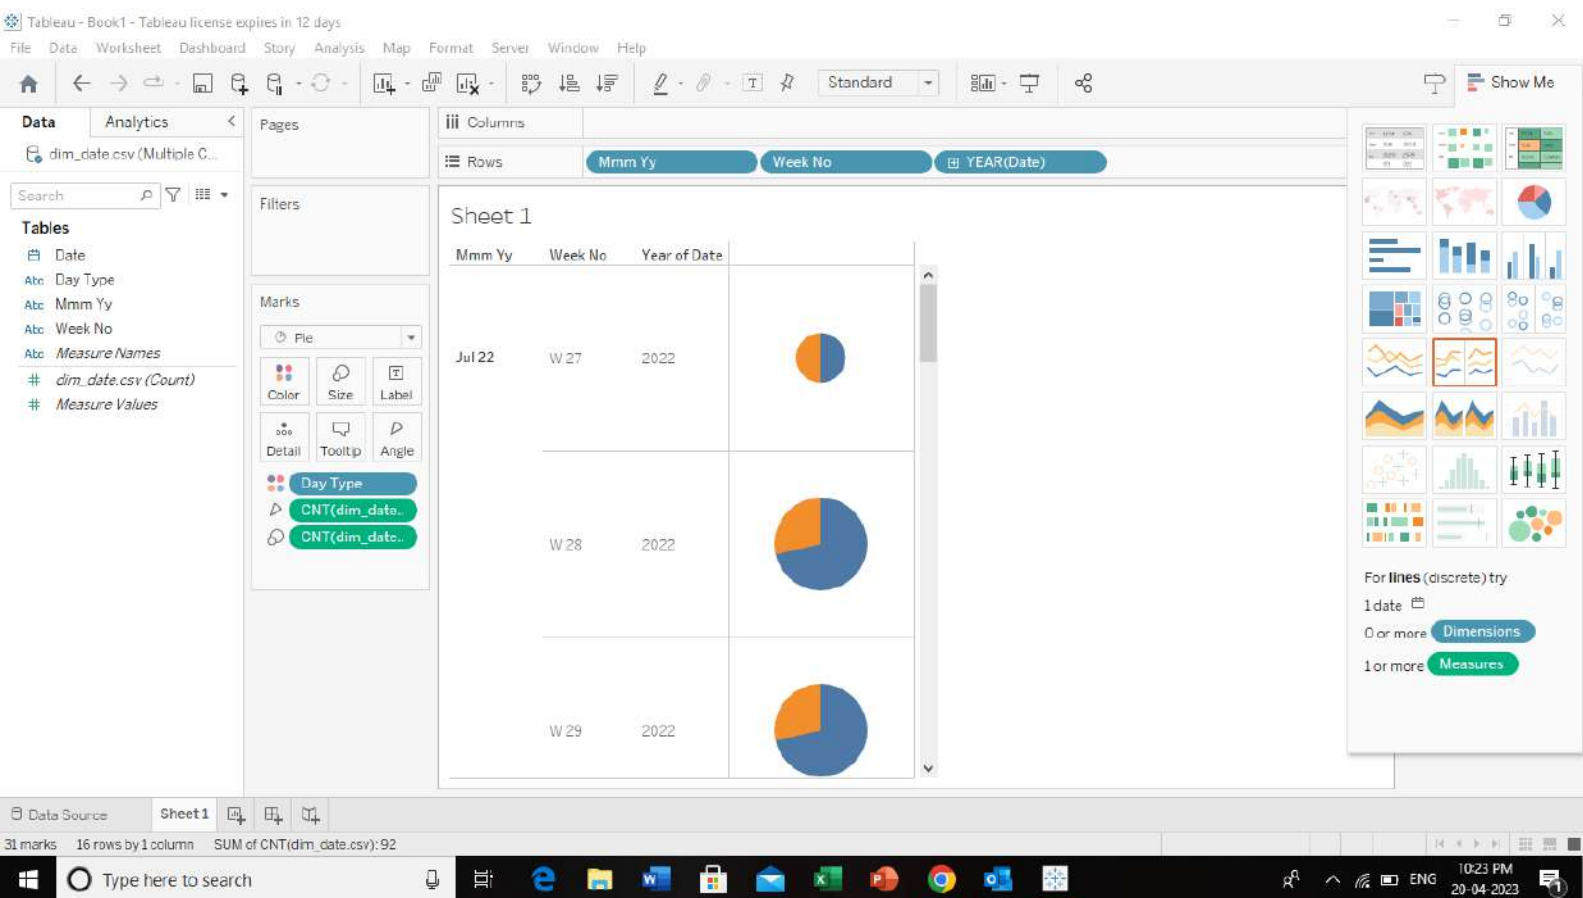 Tableau - Book1 - Tableau license expires in 12 days
File Data Worksheet Dashboard Story Analysis Map Format Server Window Help
Standard
Show Me
Data Analytics
dim_date.csv (Multiple C...
Search
Tables
Date
Abc Day Type
Abc Mmm Yy
Abc Week No
Abc Measure Names
# dim_date.csv (Count)
# Measure Values
Pages
Filters
Marks
Pie
Color Size Label
Detail Tooltip Angle
Day Type
CNT(dim_date..
CNT(dim_date..
iii Columns
Rows Mmm Yy Week No YEAR(Date)
Sheet 1
Mmm Yy Week No Year of Date
Jul 22 W 27 2022
W 28 2022
W 29 2022
For lines (discrete) try
1 date
0 or more Dimensions
1 or more Measures
Data Source Sheet 1
31 marks 16 rows by 1 column SUM of CNT(dim_date.csv): 92
Type here to search
ENG
10:23 PM
20-04-2023
1